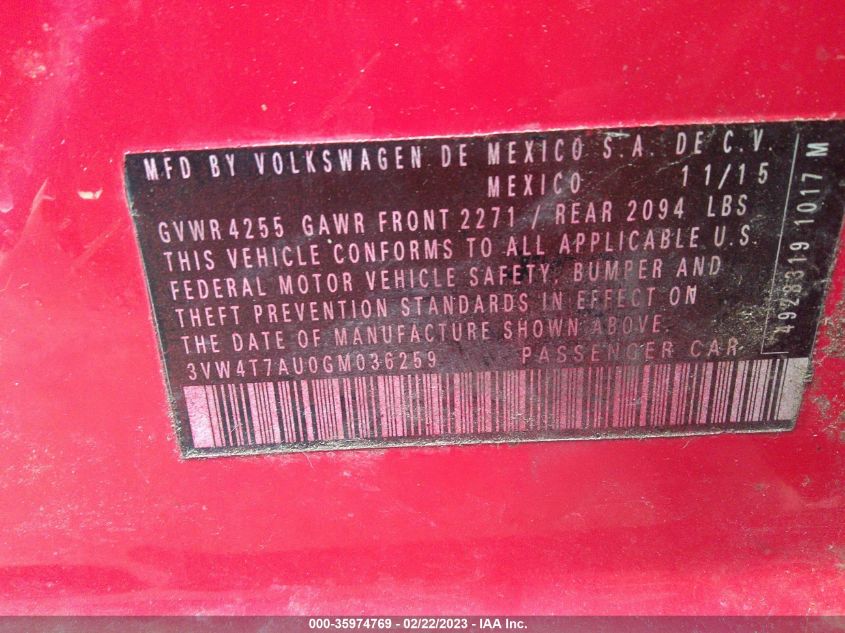 MFD BY VOLKSWAGEN DE MEXICO S.A. DE C.V.
MEXICO 11/15
GVWR 4255 GAWR FRONT 2271 / REAR 2094 LBS
THIS VEHICLE CONFORMS TO ALL APPLICABLE U.S.
FEDERAL MOTOR VEHICLE SAFETY, BUMPER AND
THEFT PREVENTION STANDARDS IN EFFECT ON
THE DATE OF MANUFACTURE SHOWN ABOVE.
3VW4T7AU0GM036259 PASSENGER CAR
4928319 1017 M
000-35974769 - 02/22/2023 - IAA Inc.